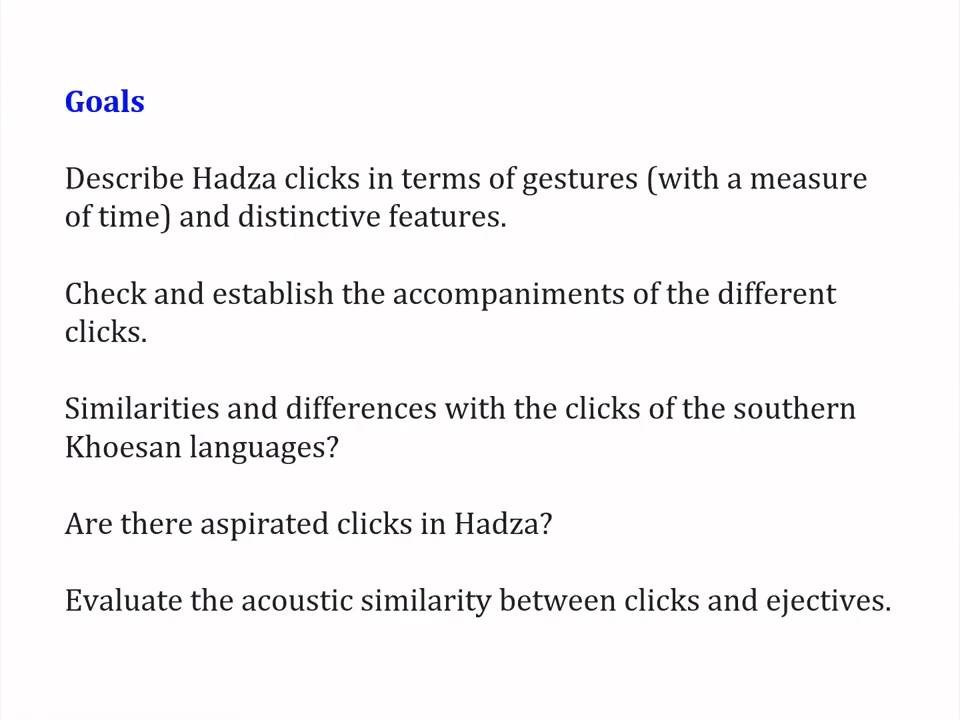 Goals
Describe Hadza clicks in terms of gestures (with a measure
of time) and distinctive features.
Check and establish the accompaniments of the different
clicks.
Similarities and differences with the clicks of the southern
Khoesan languages?
Are there aspirated clicks in Hadza?
Evaluate the acoustic similarity between clicks and ejectives.